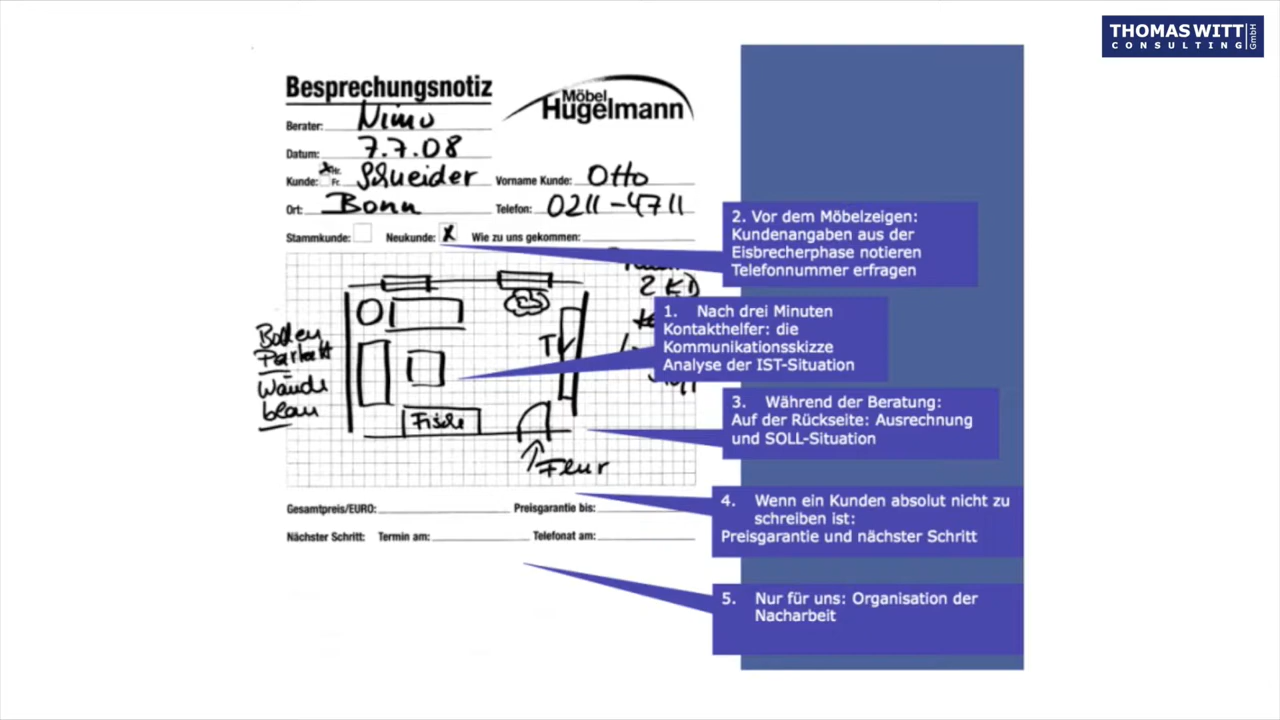 THOMAS WITT
CONSULTING GmbH
Besprechungsnotiz
Möbel
Hugelmann
Berater: Nimo
Datum: 7.7.08
Kunde: Hr. Fr. x Schneider Vorname Kunde: Otto
Ort: Bonn Telefon: 0211-4711
Stammkunde: Neukunde: x Wie zu uns gekommen:
2 KD
TV
Boden
Parkett
Wände
blau
Fische
Flur
Gesamtpreis/EURO: Preisgarantie bis:
Nächster Schritt: Termin am: Telefonat am:
2. Vor dem Möbelzeigen:
Kundenangaben aus der
Eisbrecherphase notieren
Telefonnummer erfragen
1. Nach drei Minuten
Kontakthelfer: die
Kommunikationsskizze
Analyse der IST-Situation
3. Während der Beratung:
Auf der Rückseite: Ausrechnung
und SOLL-Situation
4. Wenn ein Kunden absolut nicht zu
schreiben ist:
Preisgarantie und nächster Schritt
5. Nur für uns: Organisation der
Nacharbeit